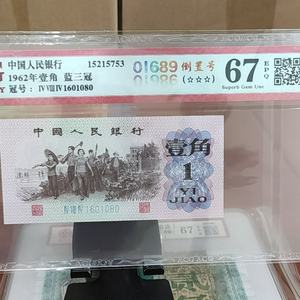 中国人民银行 15215753
1962年壹角 蓝三冠
冠号： IV VIII IV 1601080
01689 倒置号
01986 (☆☆☆)
67 EPQ
Superb Gem Unc
中国人民银行
壹角
1
YI
JIAO
IV VIII IV 1601080
67